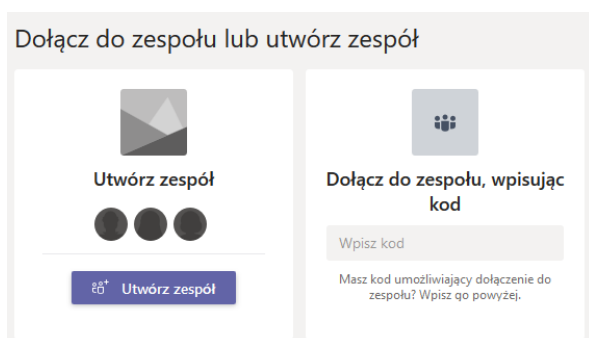 Dołącz do zespołu lub utwórz zespół
Utwórz zespół
Utwórz zespół
Dołącz do zespołu, wpisując
kod
Wpisz kod
Masz kod umożliwiający dołączenie do
zespołu? Wpisz go powyżej.